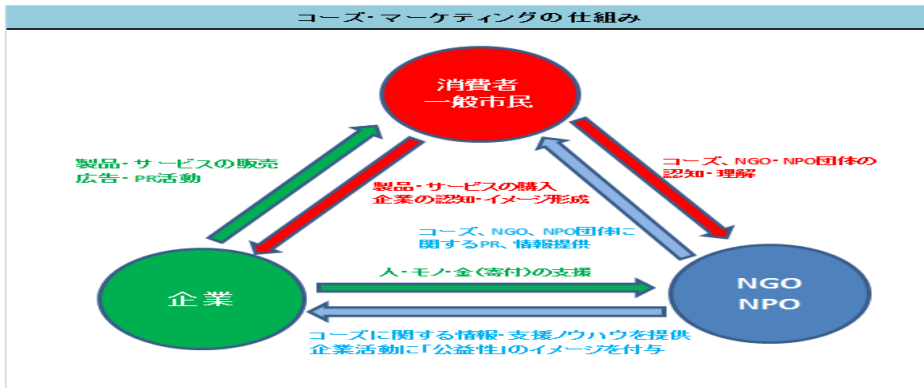 コーズ・マーケティングの仕組み
消費者
一般市民
製品・サービスの販売
広告・PR活動
コーズ、NGO・NPO団体の
認知・理解
製品・サービスの購入
企業の認知・イメージ形成
コーズ、NGO、NPO団体に
関するPR、情報提供
人・モノ・金(寄付)の支援
企業
NGO
NPO
コーズに関する情報・支援ノウハウを提供
企業活動に「公益性」のイメージを付与